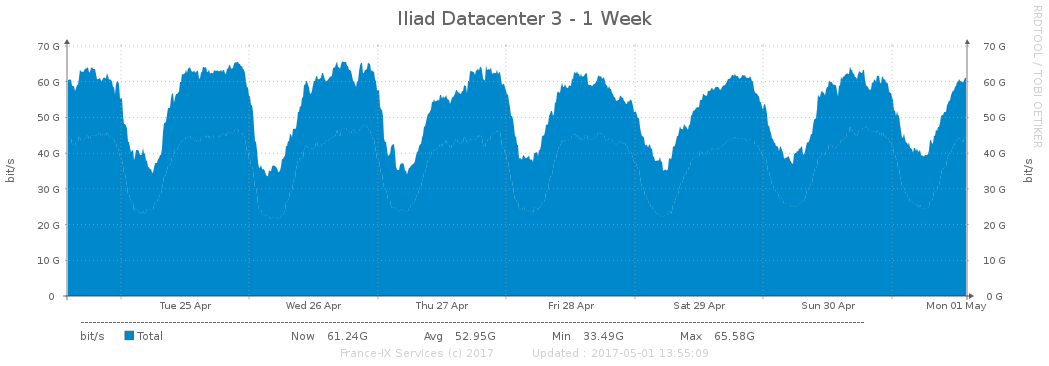 Iliad Datacenter 3 - 1 Week
RRDTOOL / TOBI OETIKER
70 G 70 G
60 G 60 G
50 G 50 G
40 G 40 G
30 G 30 G
20 G 20 G
10 G 10 G
0 0 G
bit/s bit/s
Tue 25 Apr Wed 26 Apr Thu 27 Apr Fri 28 Apr Sat 29 Apr Sun 30 Apr Mon 01 May
bit/s Total Now 61.24G Avg 52.95G Min 33.49G Max 65.58G
France-IX Services (c) 2017 Updated : 2017-05-01 13:55:09